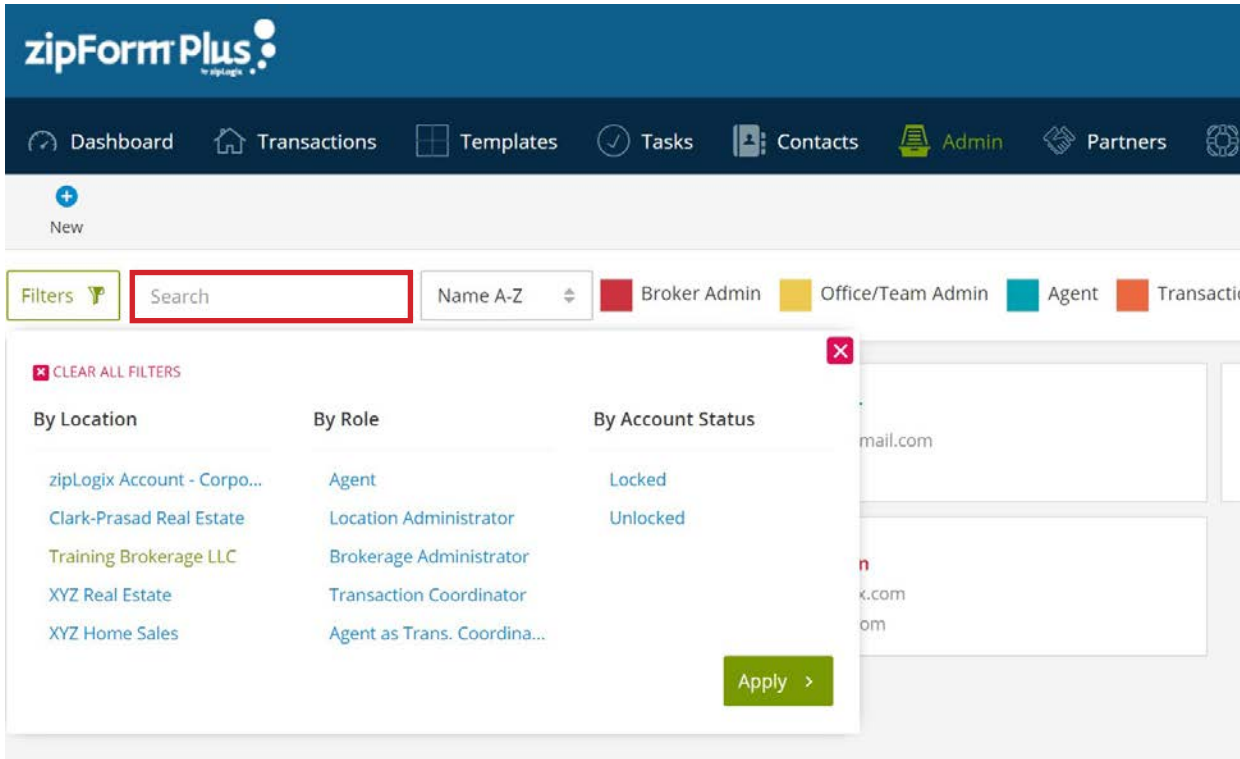 zipForm Plus
by zipLogix
Dashboard Transactions Templates Tasks Contacts Admin Partners
New
Filters Search Name A-Z Broker Admin Office/Team Admin Agent Transactio
CLEAR ALL FILTERS
By Location By Role By Account Status
mail.com
zipLogix Account - Corpo... Agent Locked
Clark-Prasad Real Estate Location Administrator Unlocked
Training Brokerage LLC Brokerage Administrator n
XYZ Real Estate Transaction Coordinator x.com
XYZ Home Sales Agent as Trans. Coordina... om
Apply >